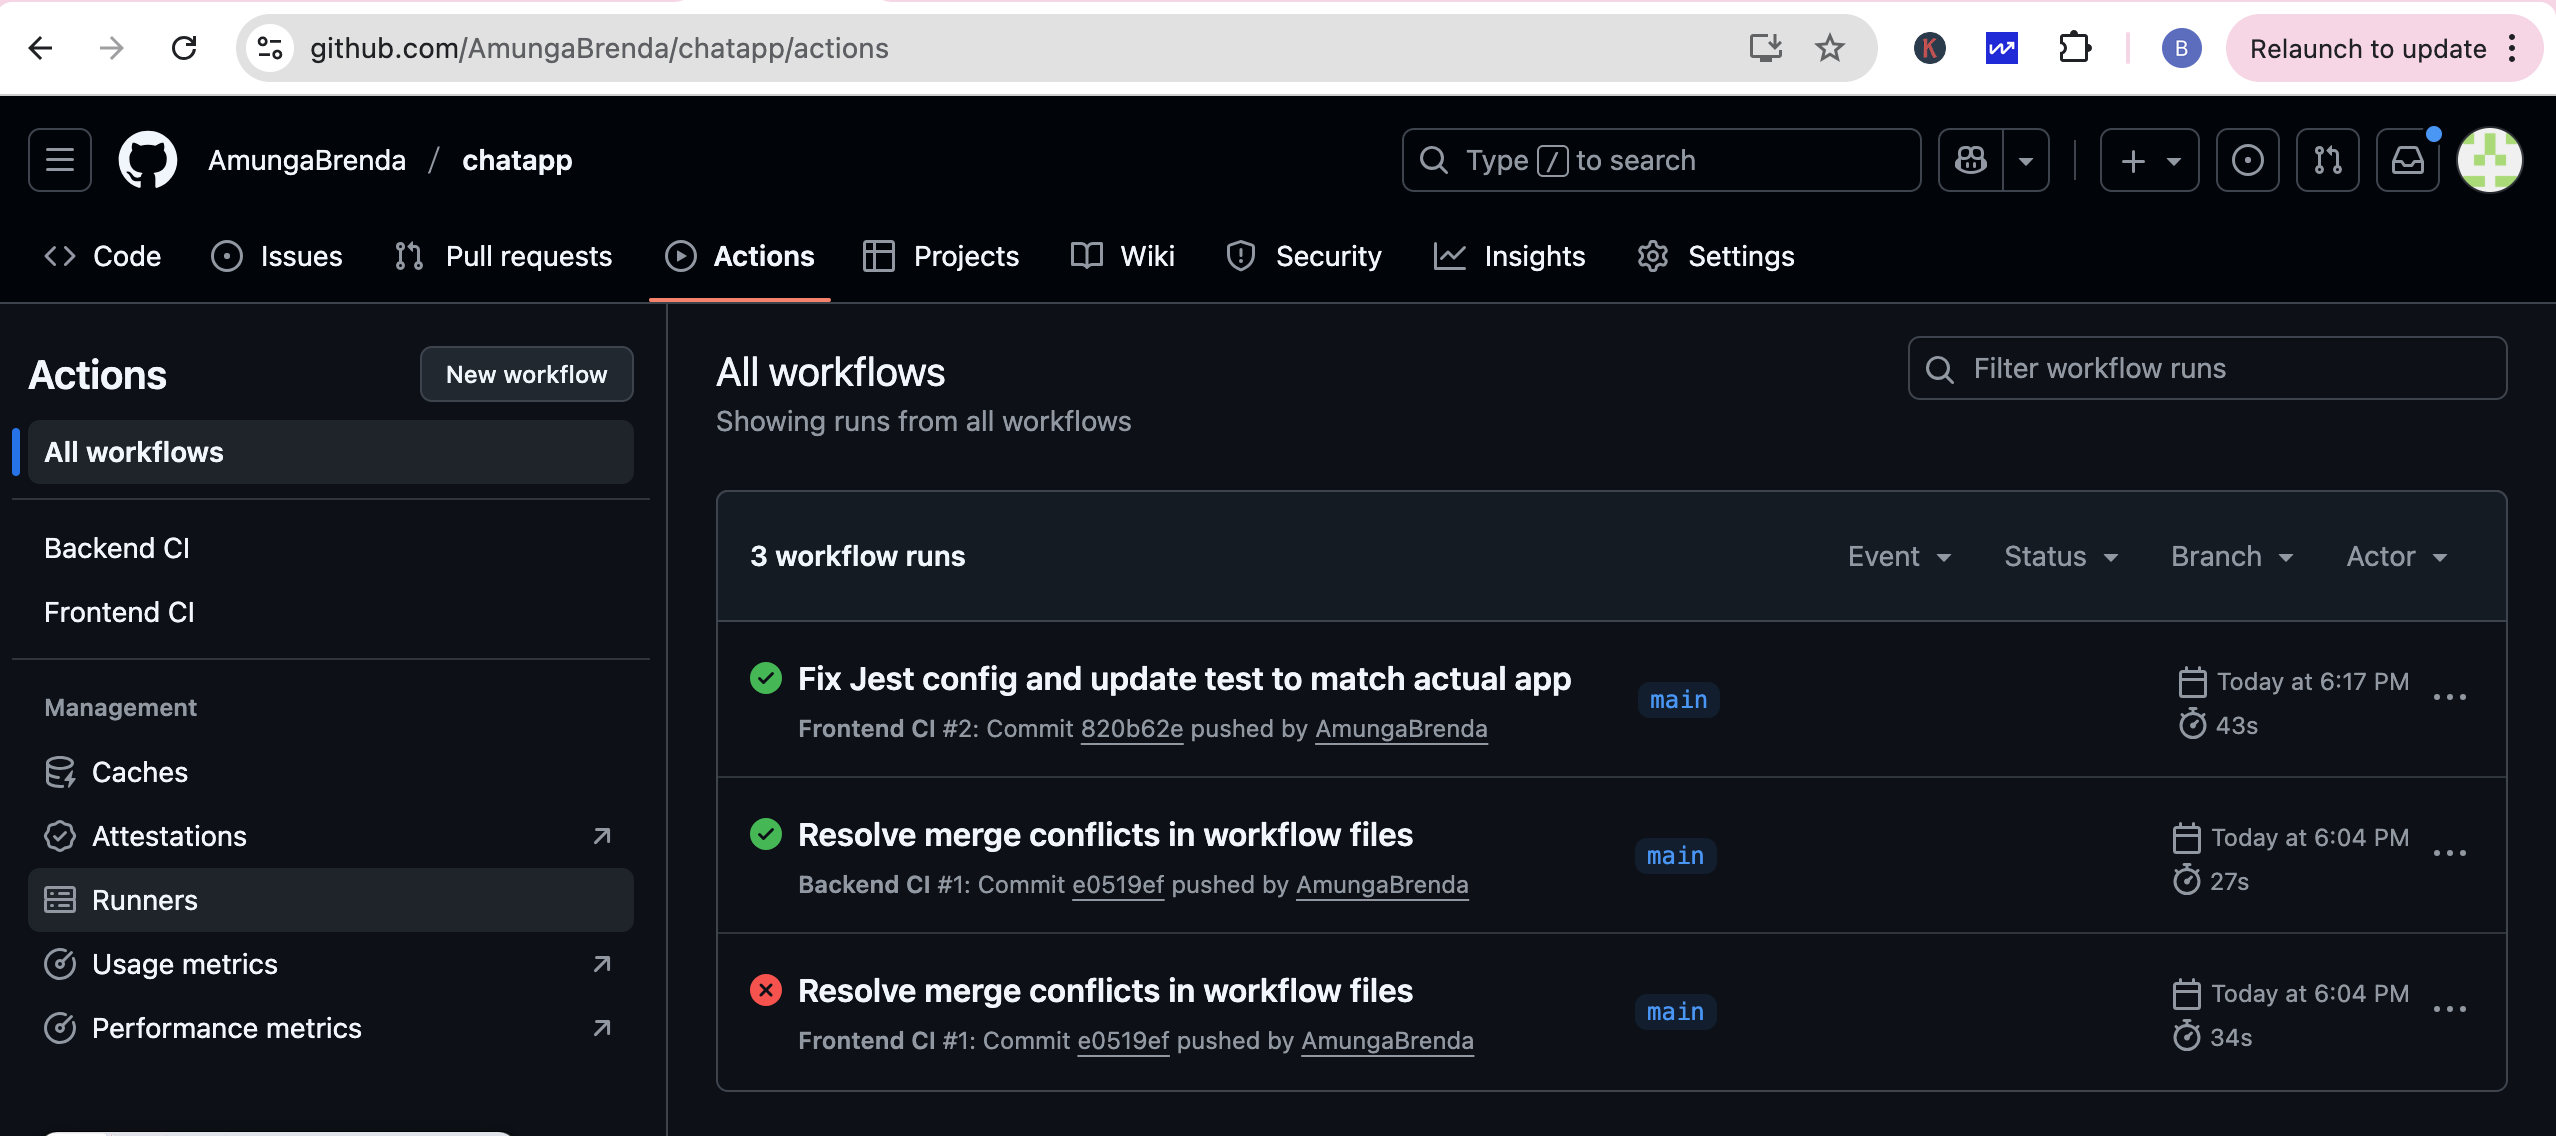 github.com/AmungaBrenda/chatapp/actions
K
B
Relaunch to update
AmungaBrenda / chatapp
Type / to search
Code
Issues
Pull requests
Actions
Projects
Wiki
Security
Insights
Settings
Actions
New workflow
All workflows
Backend CI
Frontend CI
Management
Caches
Attestations
Runners
Usage metrics
Performance metrics
All workflows
Showing runs from all workflows
Filter workflow runs
3 workflow runs
Event
Status
Branch
Actor
Fix Jest config and update test to match actual app
Frontend CI #2: Commit 820b62e pushed by AmungaBrenda
main
Today at 6:17 PM
43s
Resolve merge conflicts in workflow files
Backend CI #1: Commit e0519ef pushed by AmungaBrenda
main
Today at 6:04 PM
27s
Resolve merge conflicts in workflow files
Frontend CI #1: Commit e0519ef pushed by AmungaBrenda
main
Today at 6:04 PM
34s